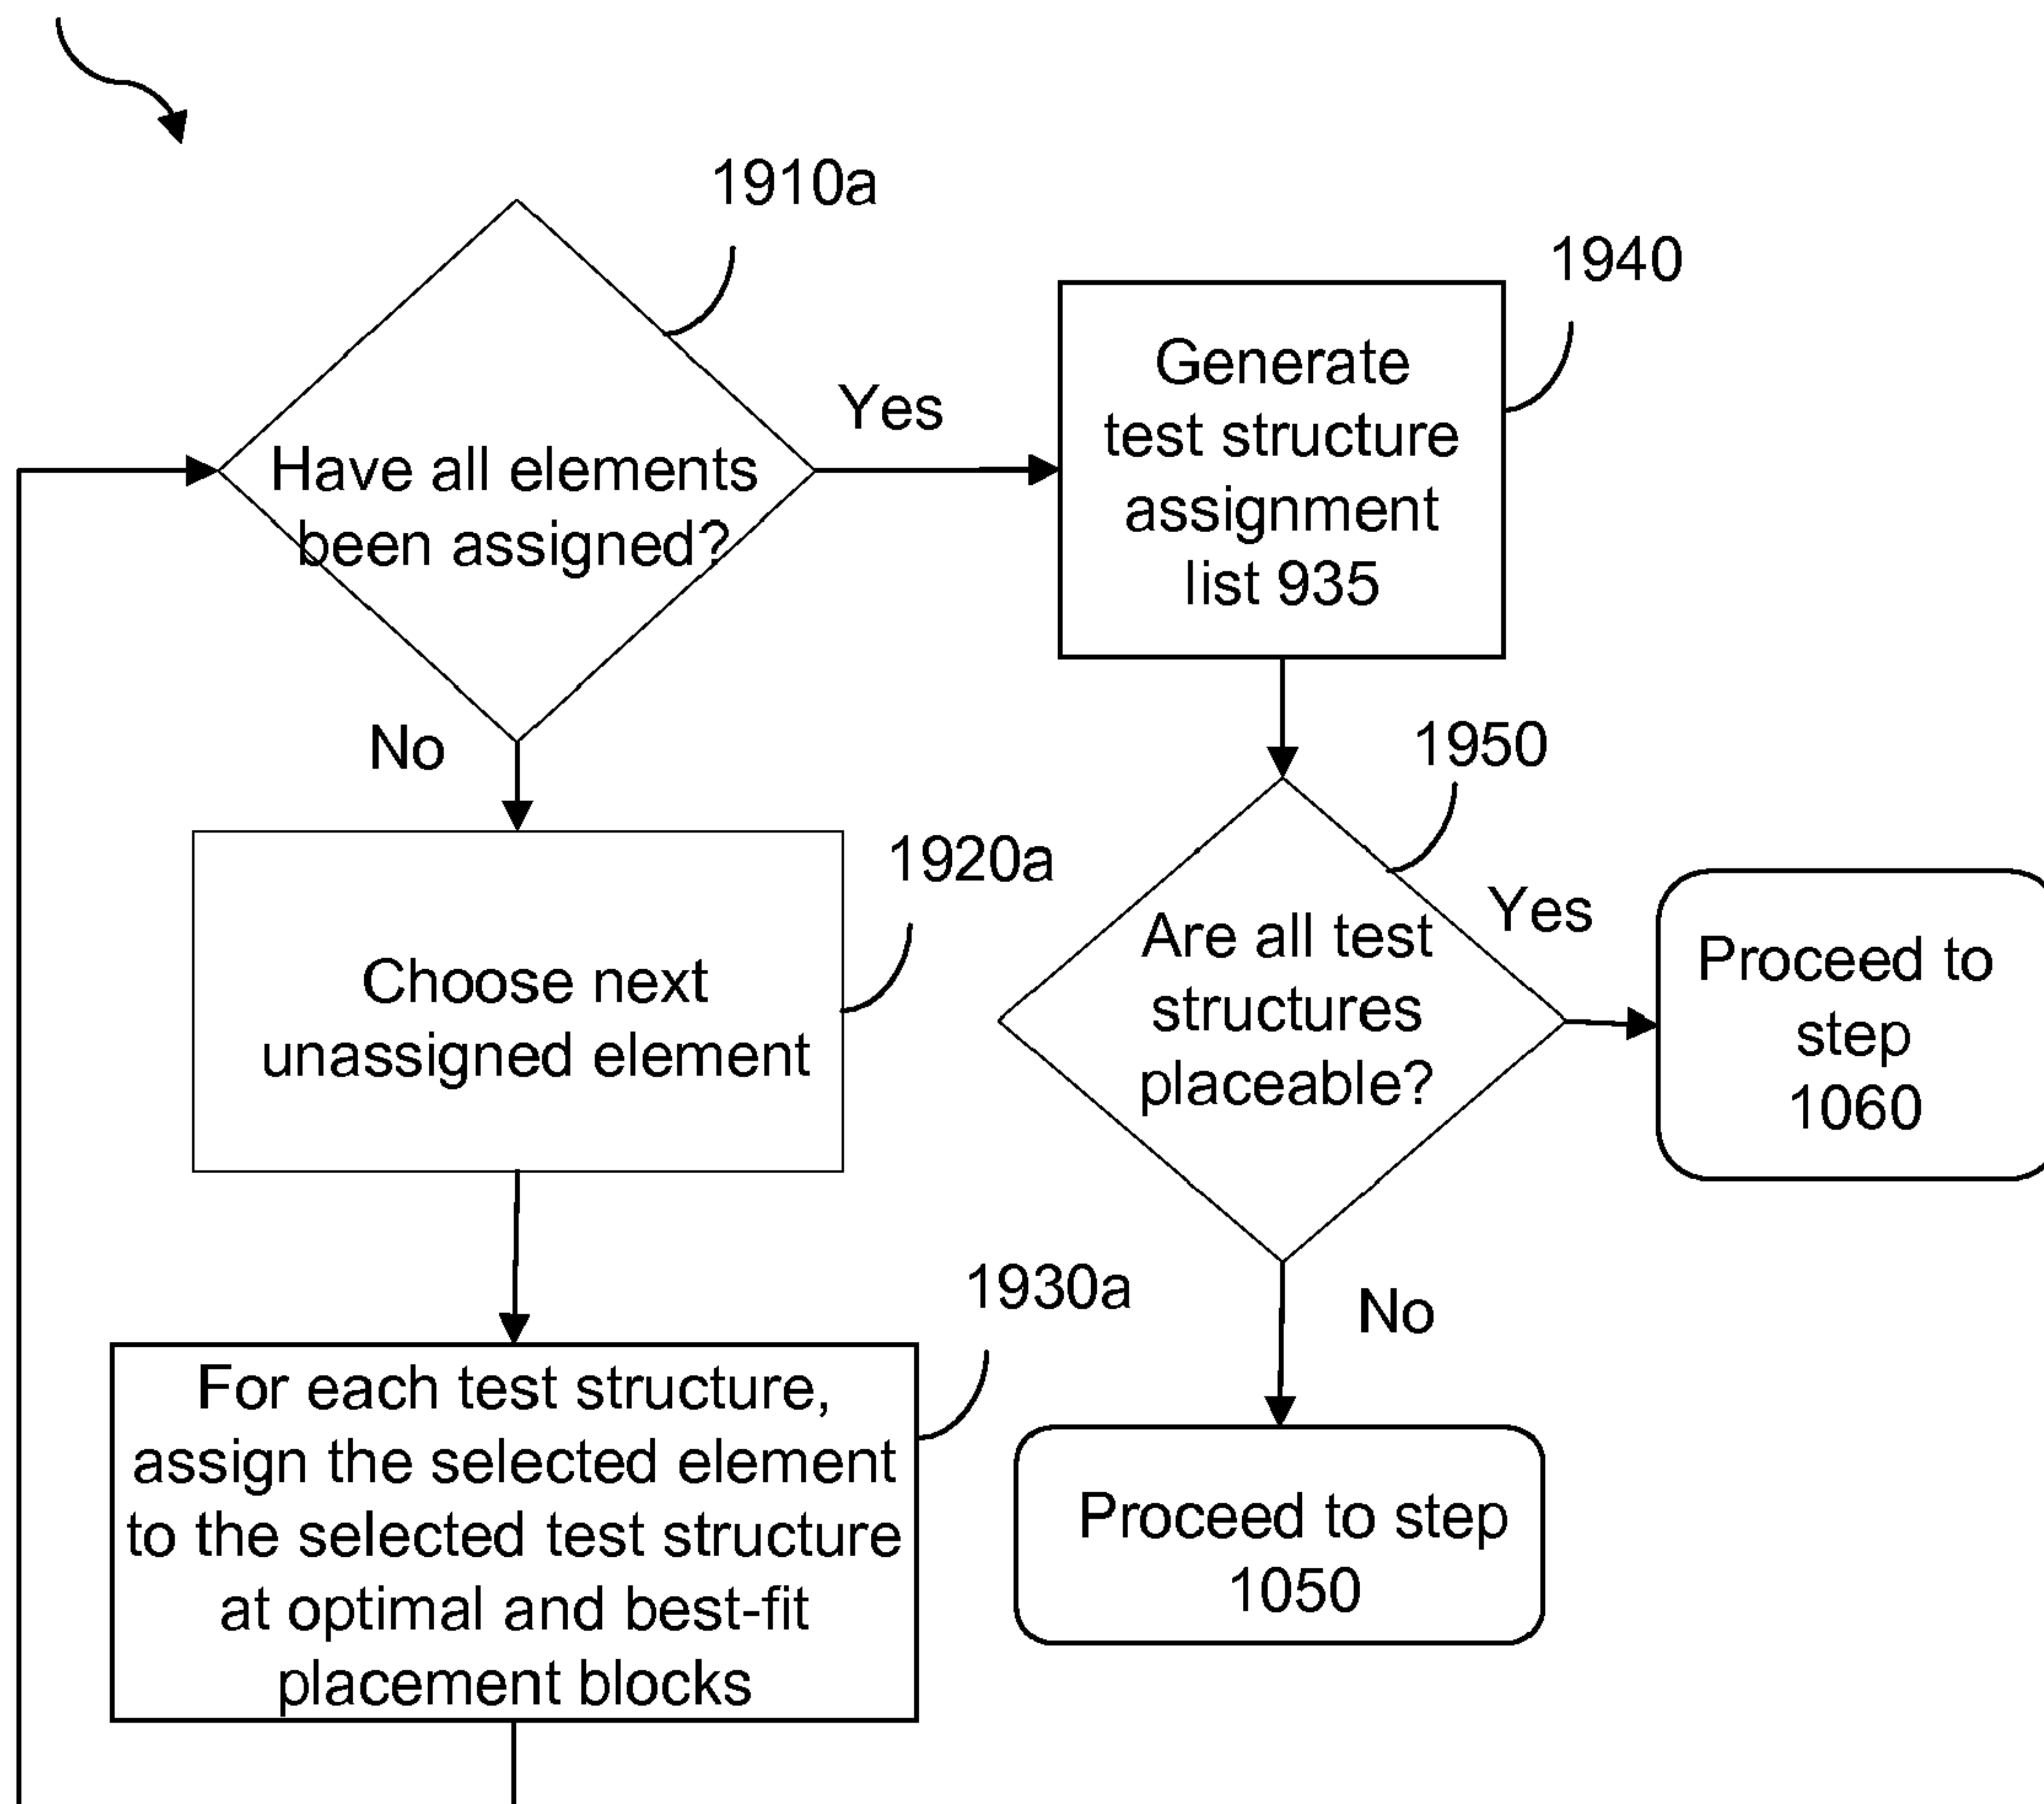 1910a
Have all elements
been assigned?
Yes
No
1940
Generate
test structure
assignment
list 935
1920a
Choose next
unassigned element
1950
Are all test
structures
placeable?
Yes
No
Proceed to
step
1060
1930a
For each test structure,
assign the selected element
to the selected test structure
at optimal and best-fit
placement blocks
Proceed to step
1050